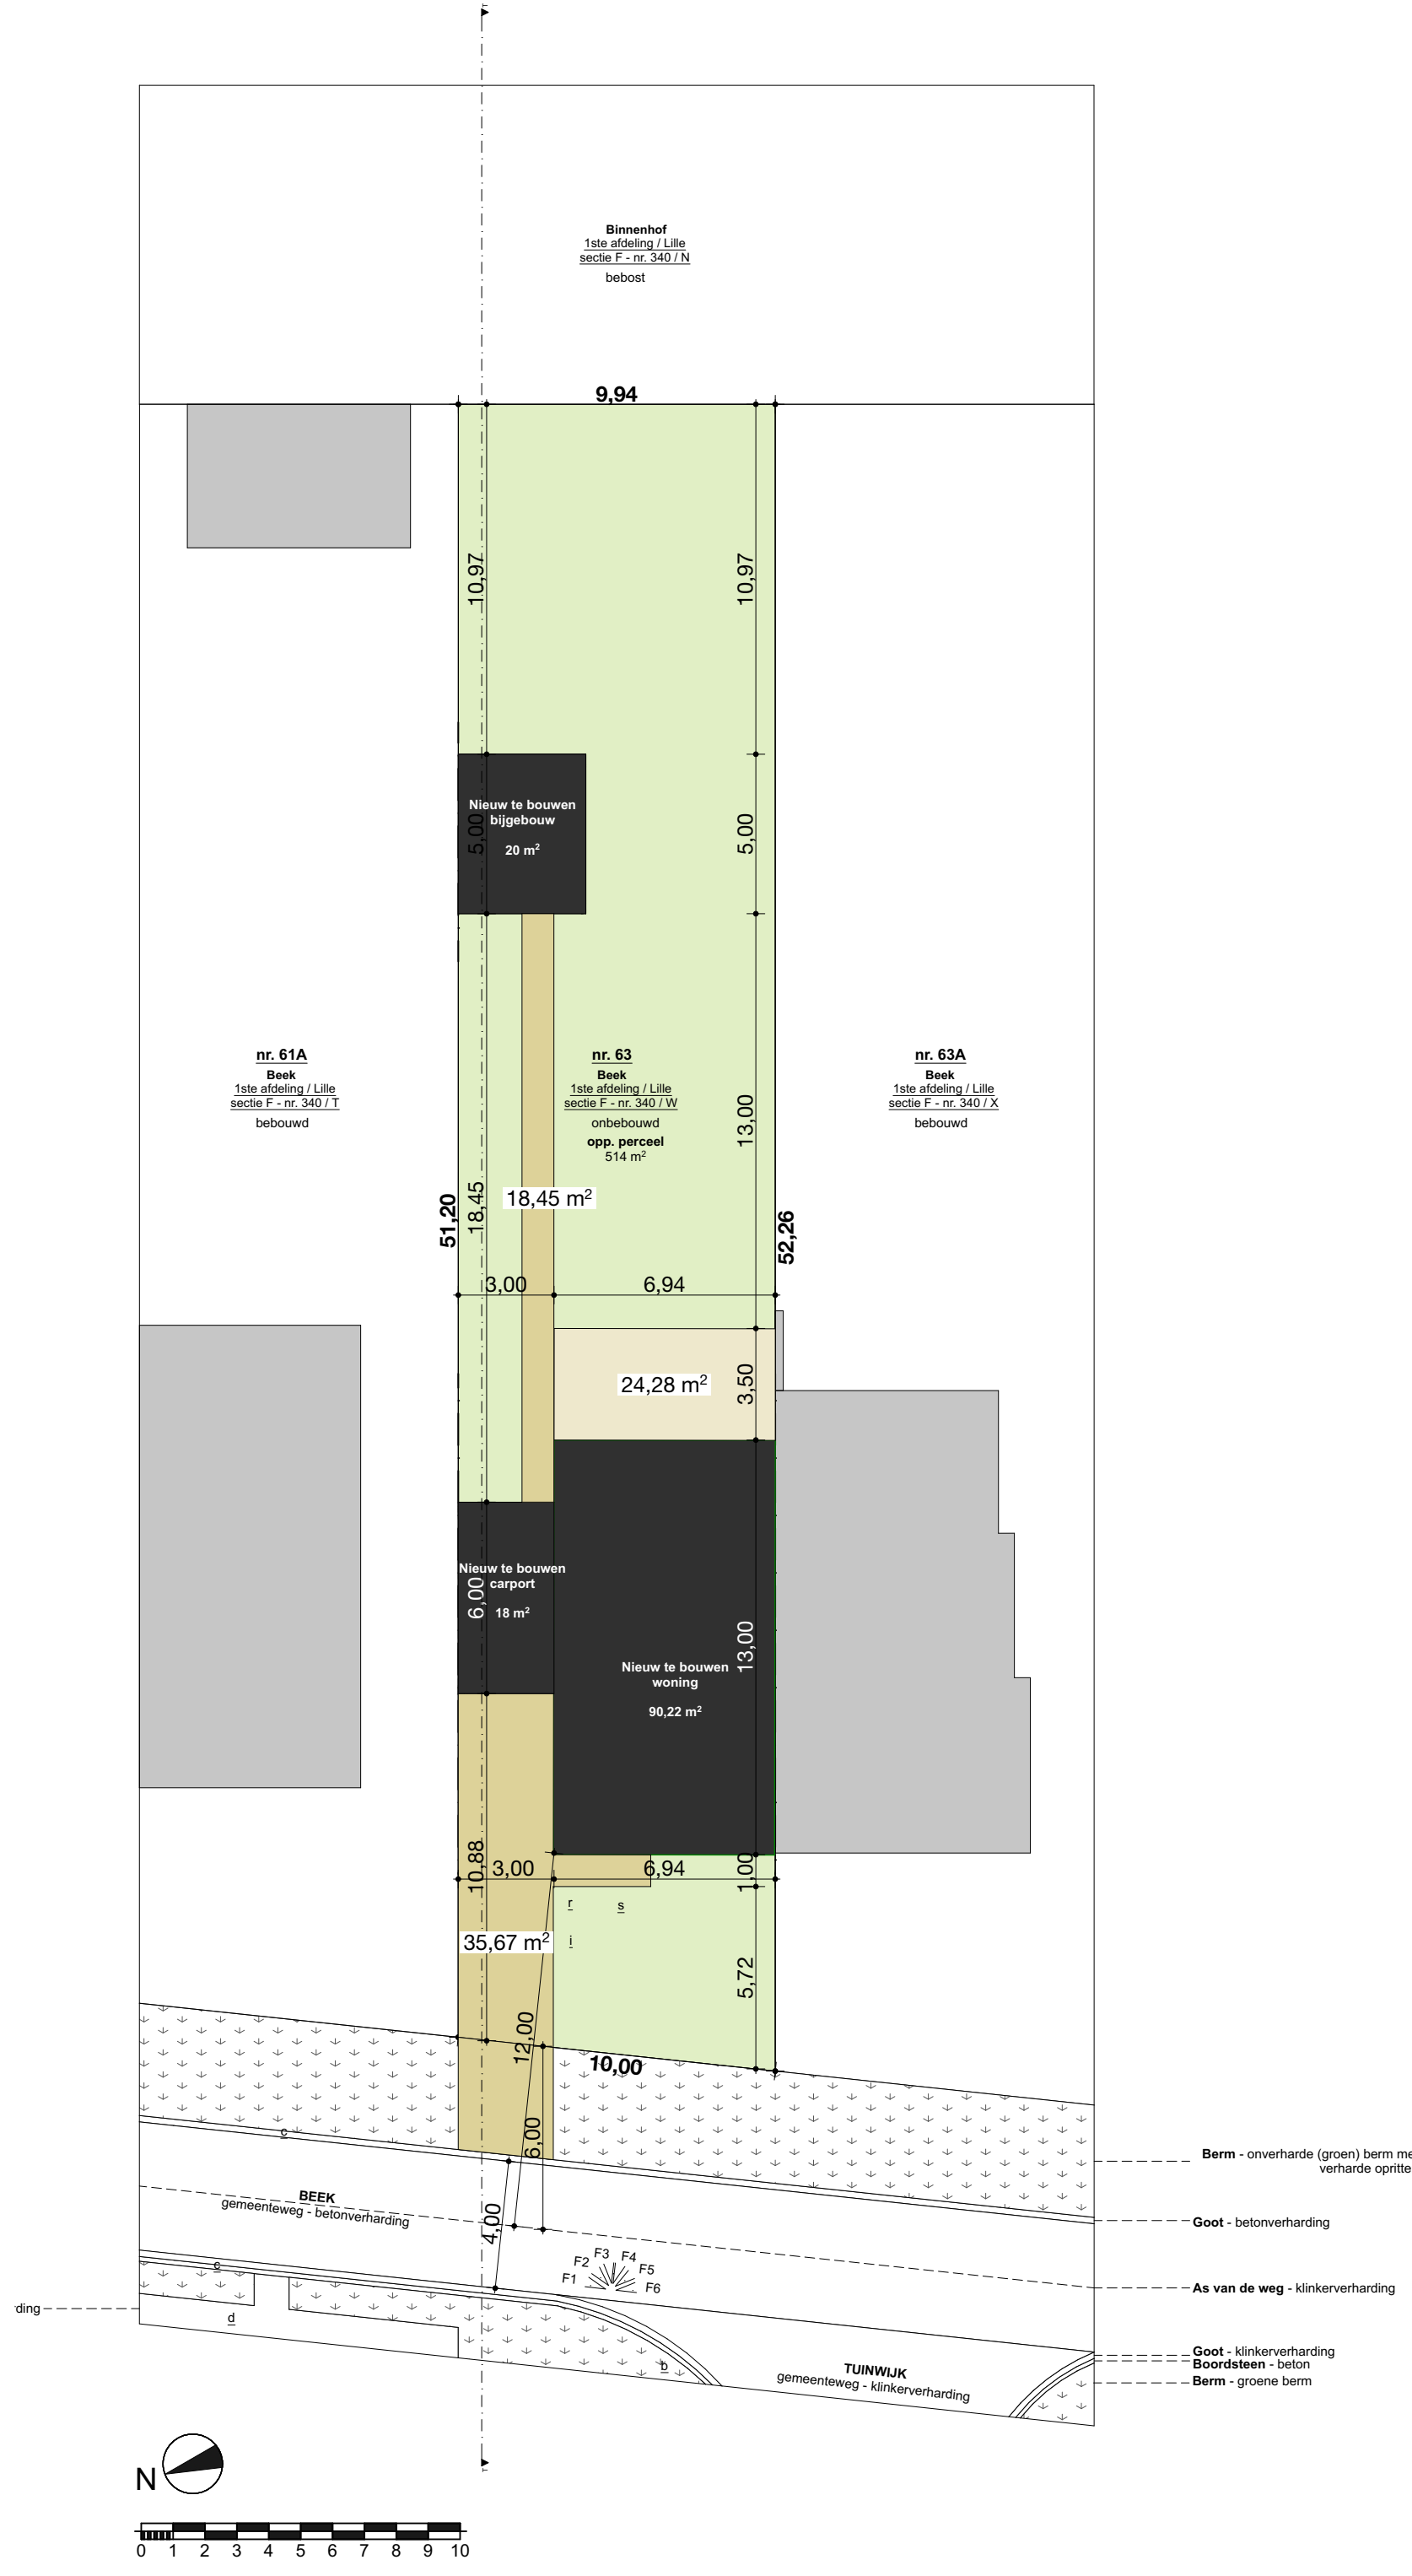 Binnenhof
1ste afdeling / Lille
sectie F - nr. 340 / N
bebost
9,94
10,97
10,97
Nieuw te bouwen
bijgebouw
20 m²
5,00
5,00
nr. 61A
Beek
1ste afdeling / Lille
sectie F - nr. 340 / T
bebouwd
nr. 63
Beek
1ste afdeling / Lille
sectie F - nr. 340 / W
onbebouwd
opp. perceel
514 m²
nr. 63A
Beek
1ste afdeling / Lille
sectie F - nr. 340 / X
bebouwd
13,00
18,45 m²
51,20
18,45
52,26
3,00
6,94
24,28 m²
3,50
Nieuw te bouwen
carport
18 m²
6,00
13,00
Nieuw te bouwen
woning
90,22 m²
10,88
3,00
6,94
1,00
r
s
i
35,67 m²
5,72
12,00
10,00
6,00
4,00
c
BEEK
gemeenteweg - betonverharding
c
F1
F2
F3
F4
F5
F6
d
b
TUINWIJK
gemeenteweg - klinkerverharding
Berm - onverharde (groen) berm me
verharde opritte
Goot - betonverharding
As van de weg - klinkerverharding
Goot - klinkerverharding
Boordsteen - beton
Berm - groene berm
ding
N
0 1 2 3 4 5 6 7 8 9 10